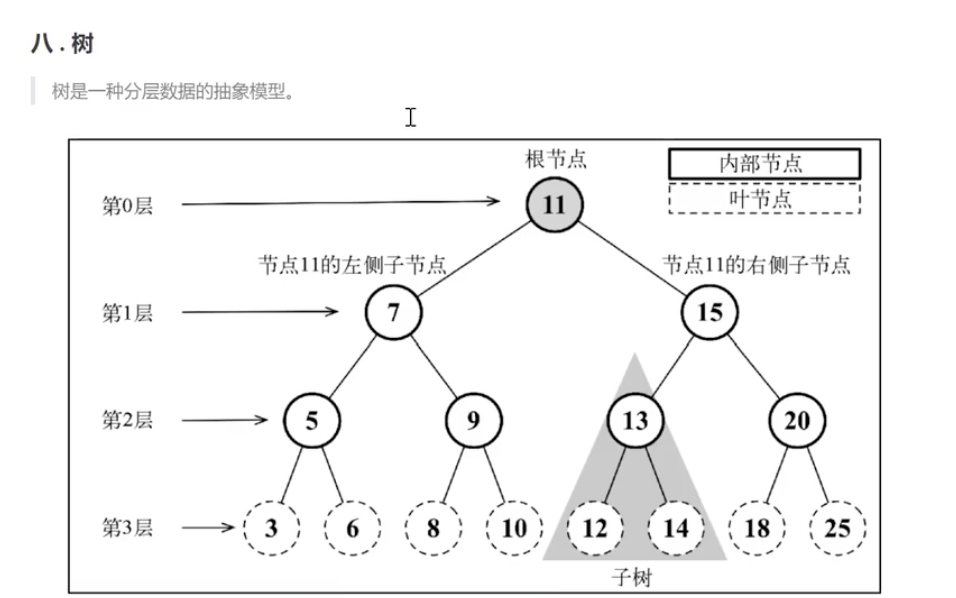 八 . 树
树是一种分层数据的抽象模型。
根节点
内部节点
叶节点
第0层
11
节点11的左侧子节点
节点11的右侧子节点
第1层
7
15
第2层
5
9
13
20
第3层
3
6
8
10
12
14
18
25
子树